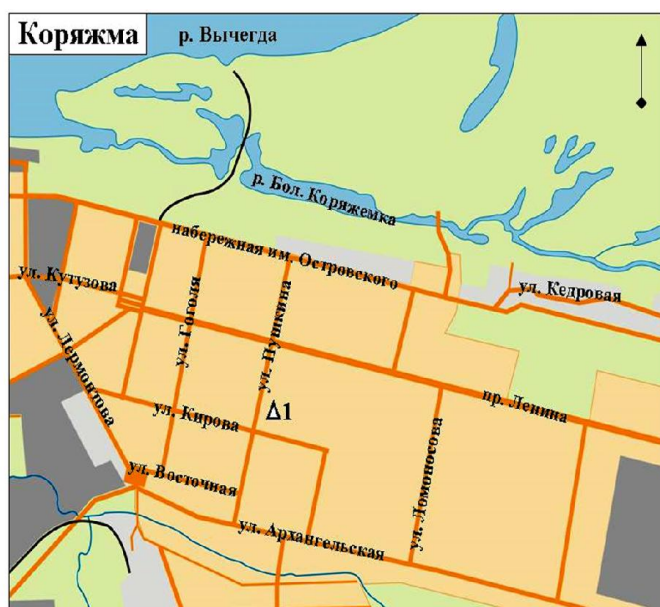 Коряжма
р. Вычегда
р. Бол. Коряжемка
набережная им. Островского
ул. Кутузова
ул. Кедровая
ул. Гоголя
ул. Пушкина
ул. Лермонтова
пр. Ленина
Δ1
ул. Кирова
ул. Ломоносова
ул. Восточная
ул. Архангельская